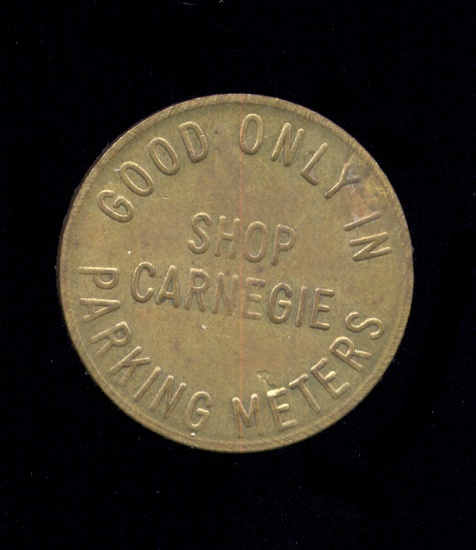 GOOD ONLY IN
SHOP
CARNEGIE
PARKING METERS